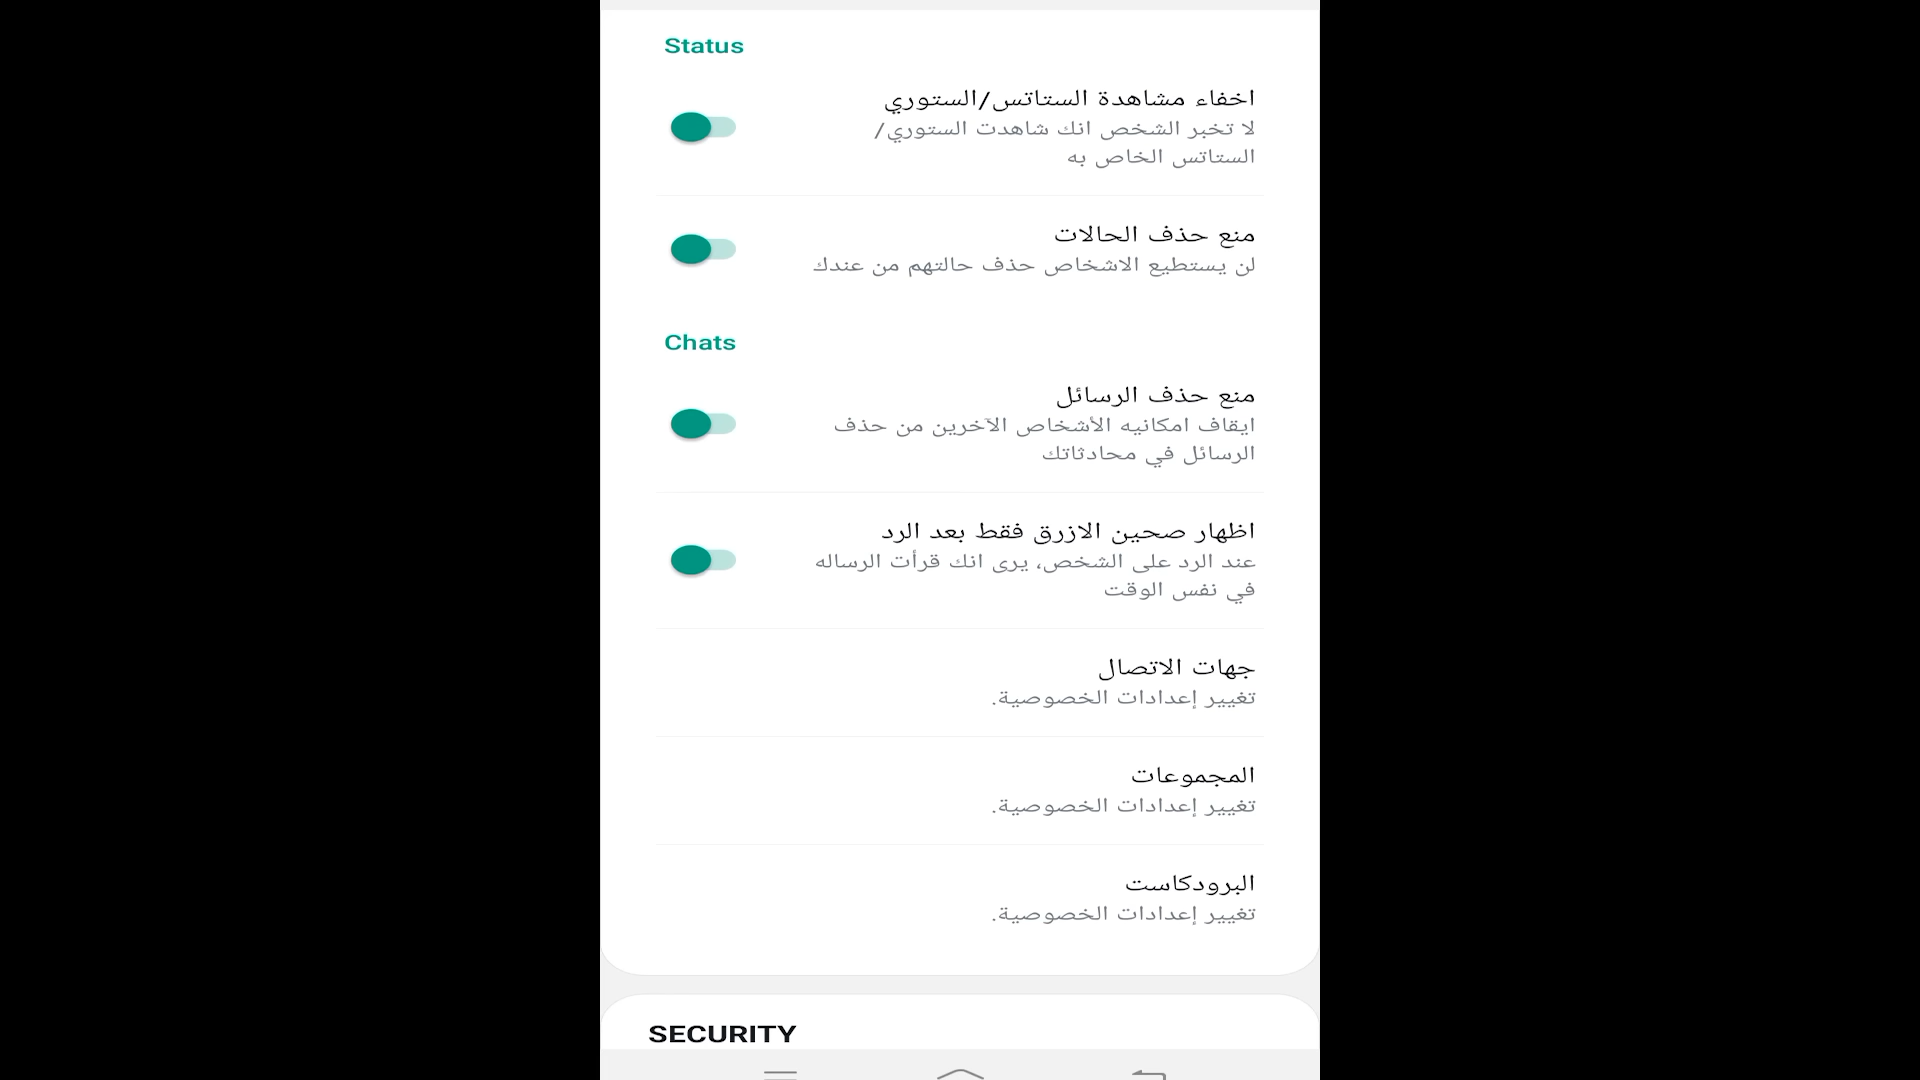 Status
اخفاء مشاهدة الستاتس/الستوري
لا تخبر الشخص انك شاهدت الستوري/
الستاتس الخاص به
منع حذف الحالات
لن يستطيع الاشخاص حذف حالتهم من عندك
Chats
منع حذف الرسائل
ايقاف امكانيه الأشخاص الآخرين من حذف
الرسائل في محادثاتك
اظهار صحين الازرق فقط بعد الرد
عند الرد على الشخص، يرى انك قرأت الرساله
في نفس الوقت
جهات الاتصال
تغيير إعدادات الخصوصية.
المجموعات
تغيير إعدادات الخصوصية.
البرودكاست
تغيير إعدادات الخصوصية.
SECURITY